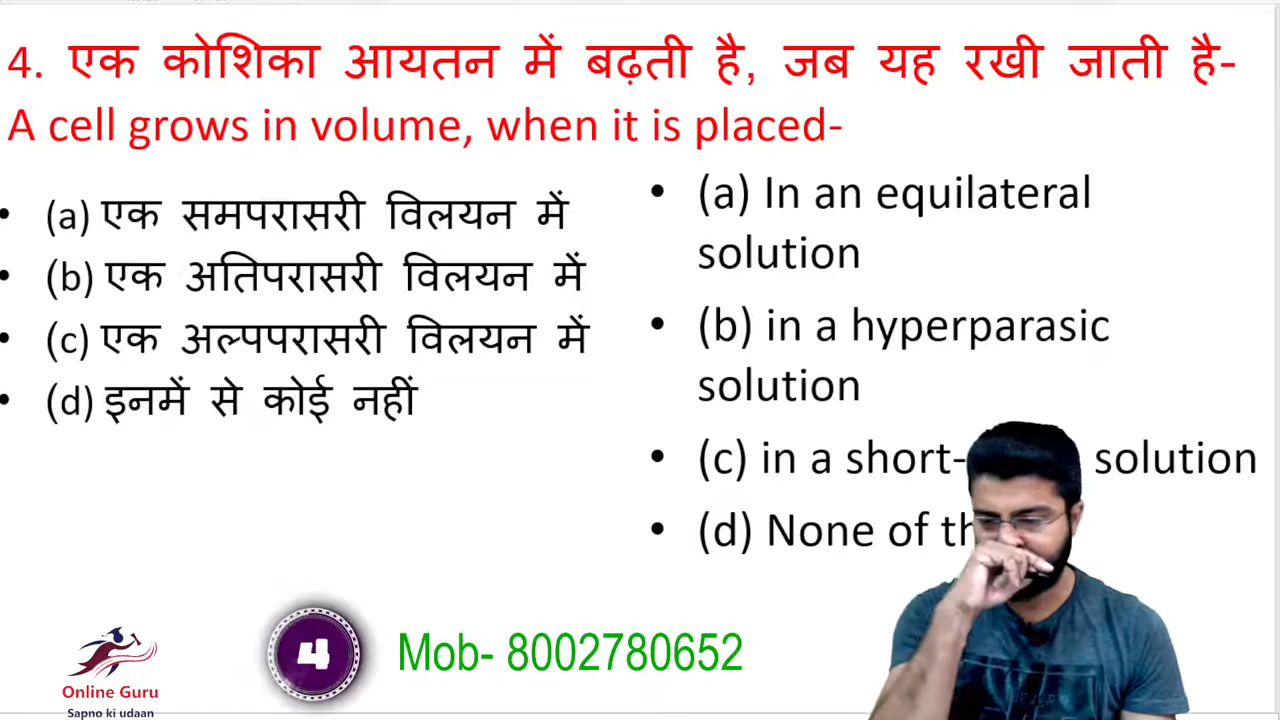 4. एक कोशिका आयतन में बढ़ती है, जब यह रखी जाती है-
A cell grows in volume, when it is placed-
• (a) एक समपरासरी विलयन में
• (b) एक अतिपरासरी विलयन में
• (c) एक अल्पपरासरी विलयन में
• (d) इनमें से कोई नहीं
• (a) In an equilateral
solution
• (b) in a hyperparasic
solution
• (c) in a short- solution
• (d) None of
4
Mob- 8002780652
Online Guru
Sapno ki udaan